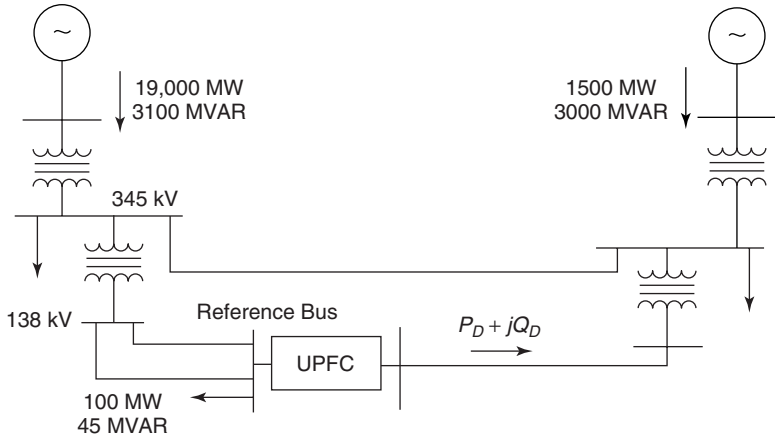 ~
~
19,000 MW
3100 MVAR
1500 MW
3000 MVAR
345 kV
138 kV
Reference Bus
P_D + jQ_D
UPFC
100 MW
45 MVAR